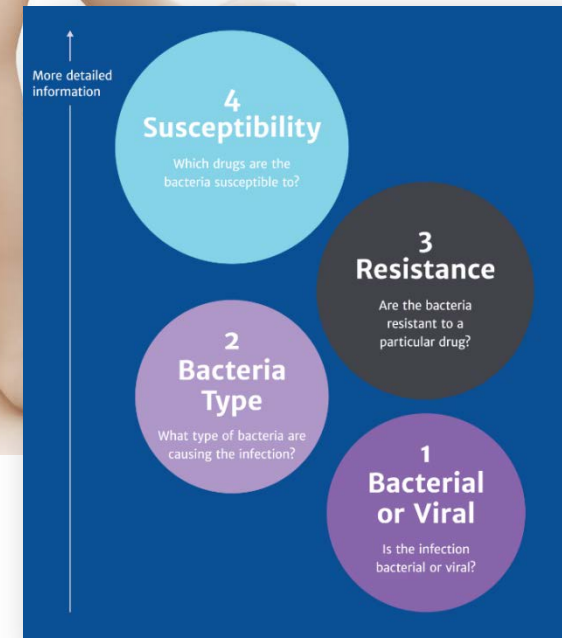 More detailed
information
4
Susceptibility
Which drugs are the
bacteria susceptible to?
3
Resistance
Are the bacteria
resistant to a
particular drug?
2
Bacteria
Type
What type of bacteria are
causing the infection?
1
Bacterial
or Viral
Is the infection
bacterial or viral?